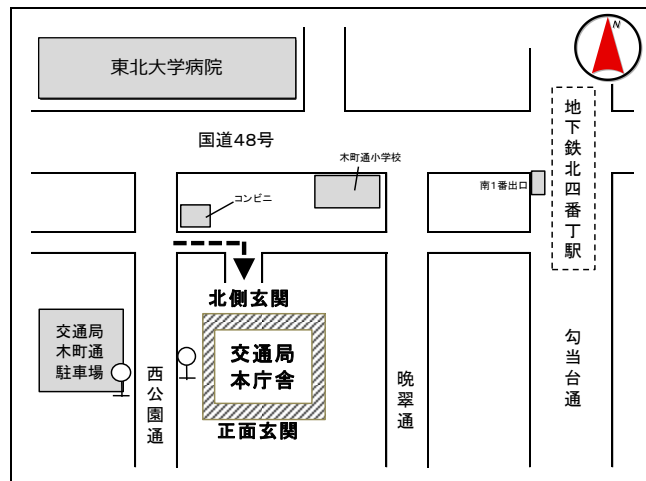 N
東北大学病院
国道48号
木町通小学校
コンビニ
南1番出口
地下鉄北四番丁駅
北側玄関
交通局
木町通
駐車場
交通局
本庁舎
正面玄関
西公園通
晩翠通
勾当台通